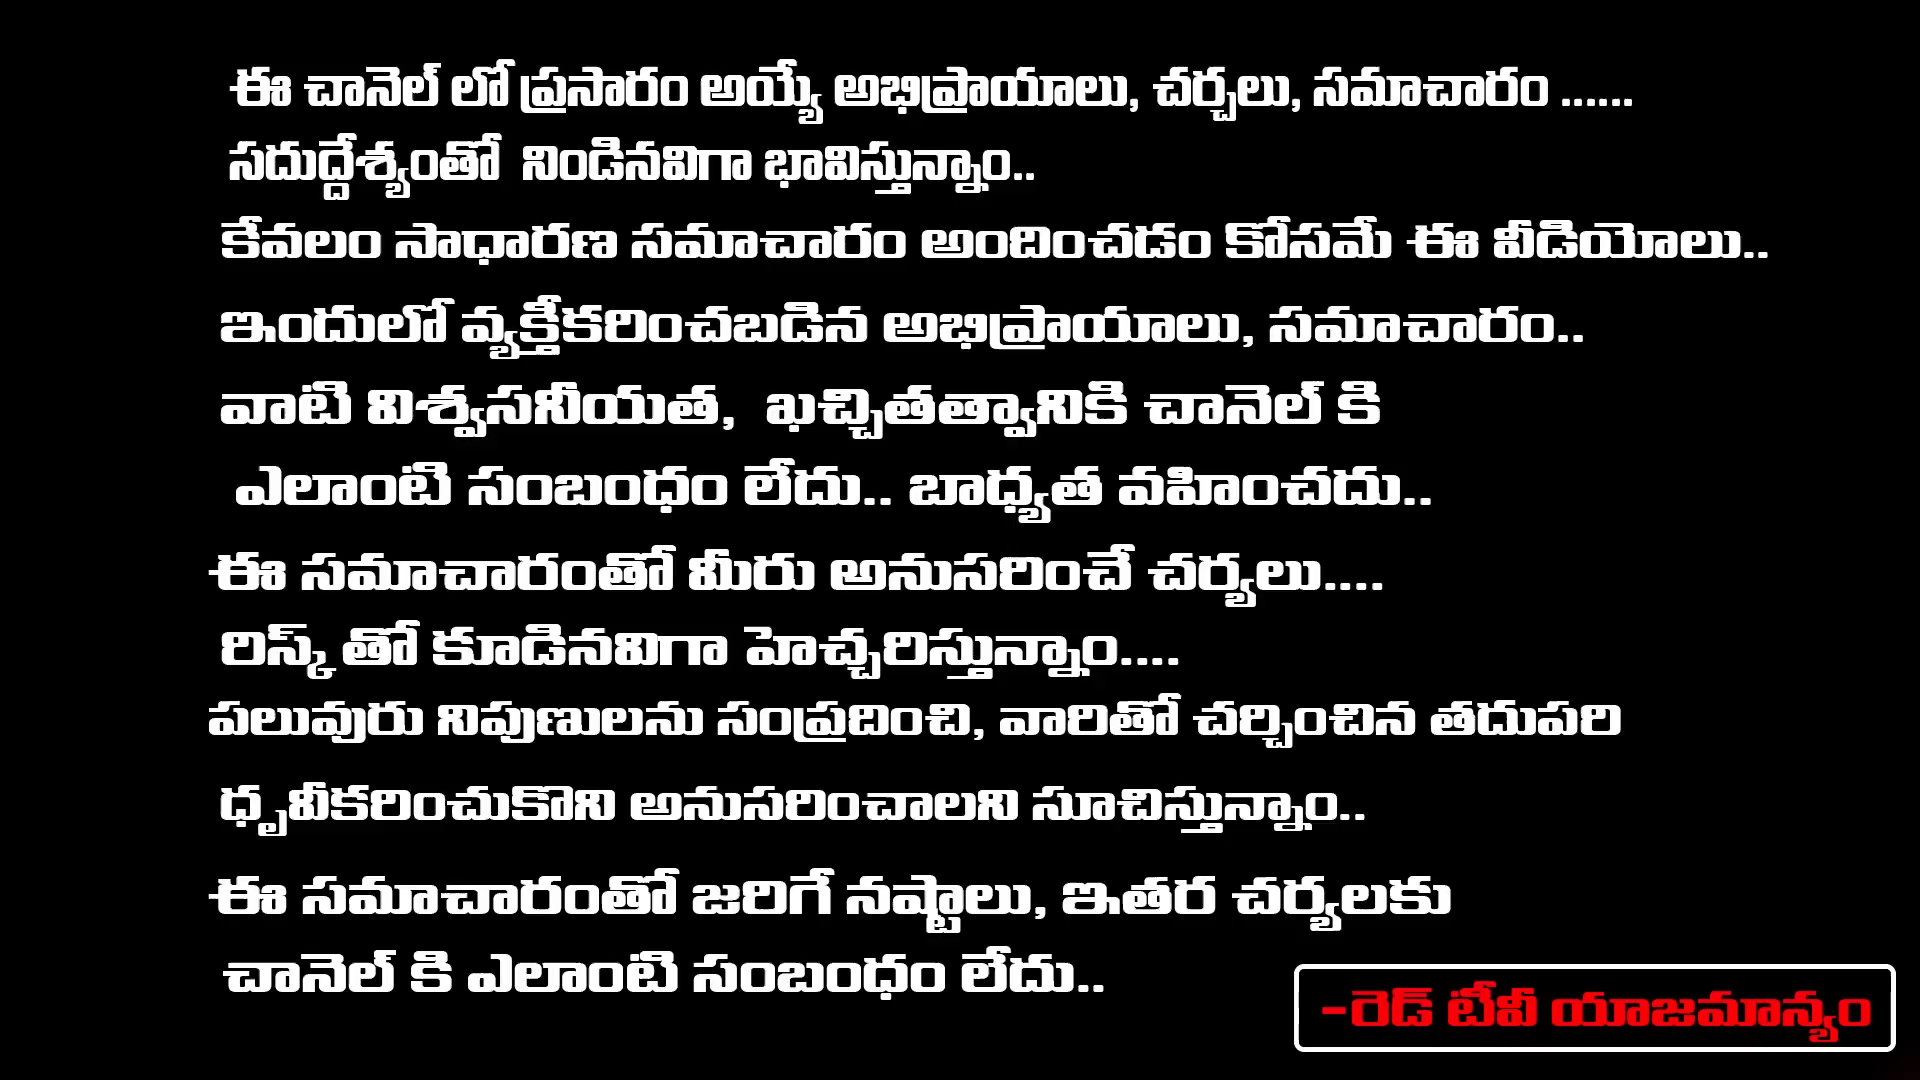 ఈ చానెల్ లో ప్రసారం అయ్యే అభిప్రాయాలు, చర్చలు, సమాచారం ......
సదుద్దేశ్యంతో నిండినవిగా భావిస్తున్నాం..
కేవలం సాధారణ సమాచారం అందించడం కోసమే ఈ వీడియోలు..
ఇందులో వ్యక్తీకరించబడిన అభిప్రాయాలు, సమాచారం..
వాటి విశ్వసనీయత, ఖచ్చితత్వానికి చానెల్ కి
ఎలాంటి సంబంధం లేదు.. బాధ్యత వహించదు..
ఈ సమాచారంతో మీరు అనుసరించే చర్యలు....
రిస్క్ తో కూడినవిగా హెచ్చరిస్తున్నాం....
పలువురు నిపుణులను సంప్రదించి, వారితో చర్చించిన తదుపరి
ధృవీకరించుకొని అనుసరించాలని సూచిస్తున్నాం..
ఈ సమాచారంతో జరిగే నష్టాలు, ఇతర చర్యలకు
చానెల్ కి ఎలాంటి సంబంధం లేదు..
-రెడ్ టీవీ యాజమాన్యం